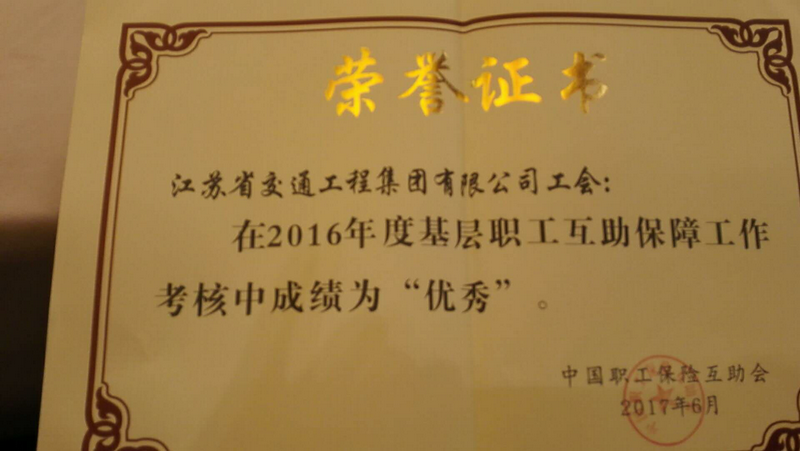 荣誉证书
江苏省交通工程集团有限公司工会：
在2016年度基层职工互助保障工作
考核中成绩为“优秀”。
中国职工保险互助会
2017年6月